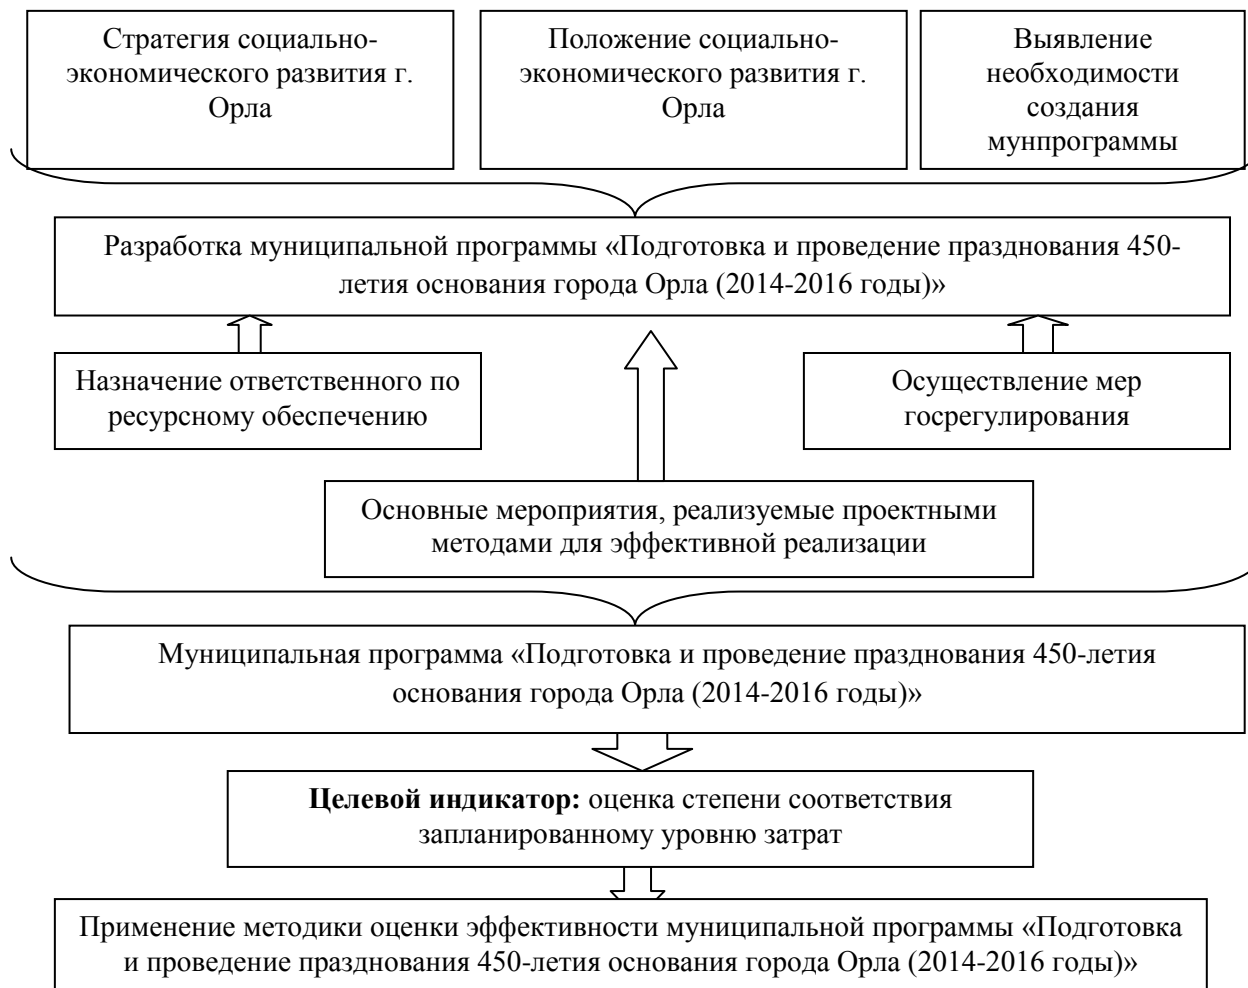 Стратегия социально-
экономического развития г.
Орла
Положение социально-
экономического развития г.
Орла
Выявление
необходимости
создания
мунпрограммы
Разработка муниципальной программы «Подготовка и проведение празднования 450-
летия основания города Орла (2014-2016 годы)»
Назначение ответственного по
ресурсному обеспечению
Осуществление мер
госрегулирования
Основные мероприятия, реализуемые проектными
методами для эффективной реализации
Муниципальная программа «Подготовка и проведение празднования 450-летия
основания города Орла (2014-2016 годы)»
Целевой индикатор: оценка степени соответствия
запланированному уровню затрат
Применение методики оценки эффективности муниципальной программы «Подготовка
и проведение празднования 450-летия основания города Орла (2014-2016 годы)»